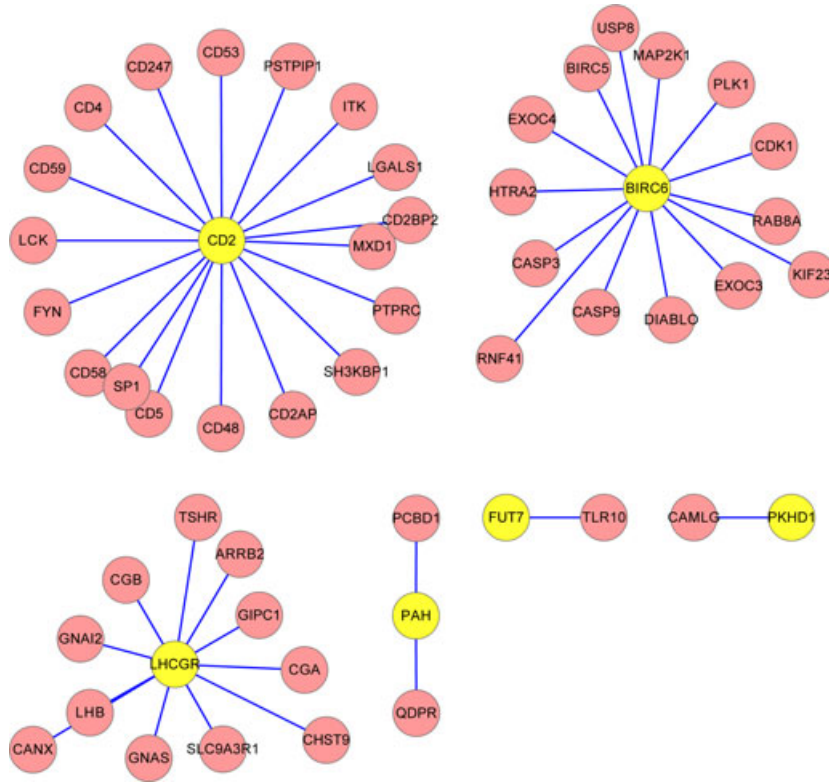 CD53
CD247
PSTPIP1
CD4
ITK
CD59
LGALS1
CD2BP2
LCK
CD2
MXD1
FYN
PTPRC
CD58
SP1
SH3KBP1
CD5
CD48
CD2AP
USP8
MAP2K1
BIRC5
PLK1
EXOC4
CDK1
HTRA2
BIRC6
RAB8A
CASP3
KIF23
EXOC3
CASP9
DIABLO
RNF41
TSHR
ARRB2
CGB
GIPC1
GNAI2
LHCGR
CGA
LHB
CANX
GNAS
SLC9A3R1
CHST9
PCBD1
PAH
QDPR
FUT7
TLR10
CAMLG
PKHD1